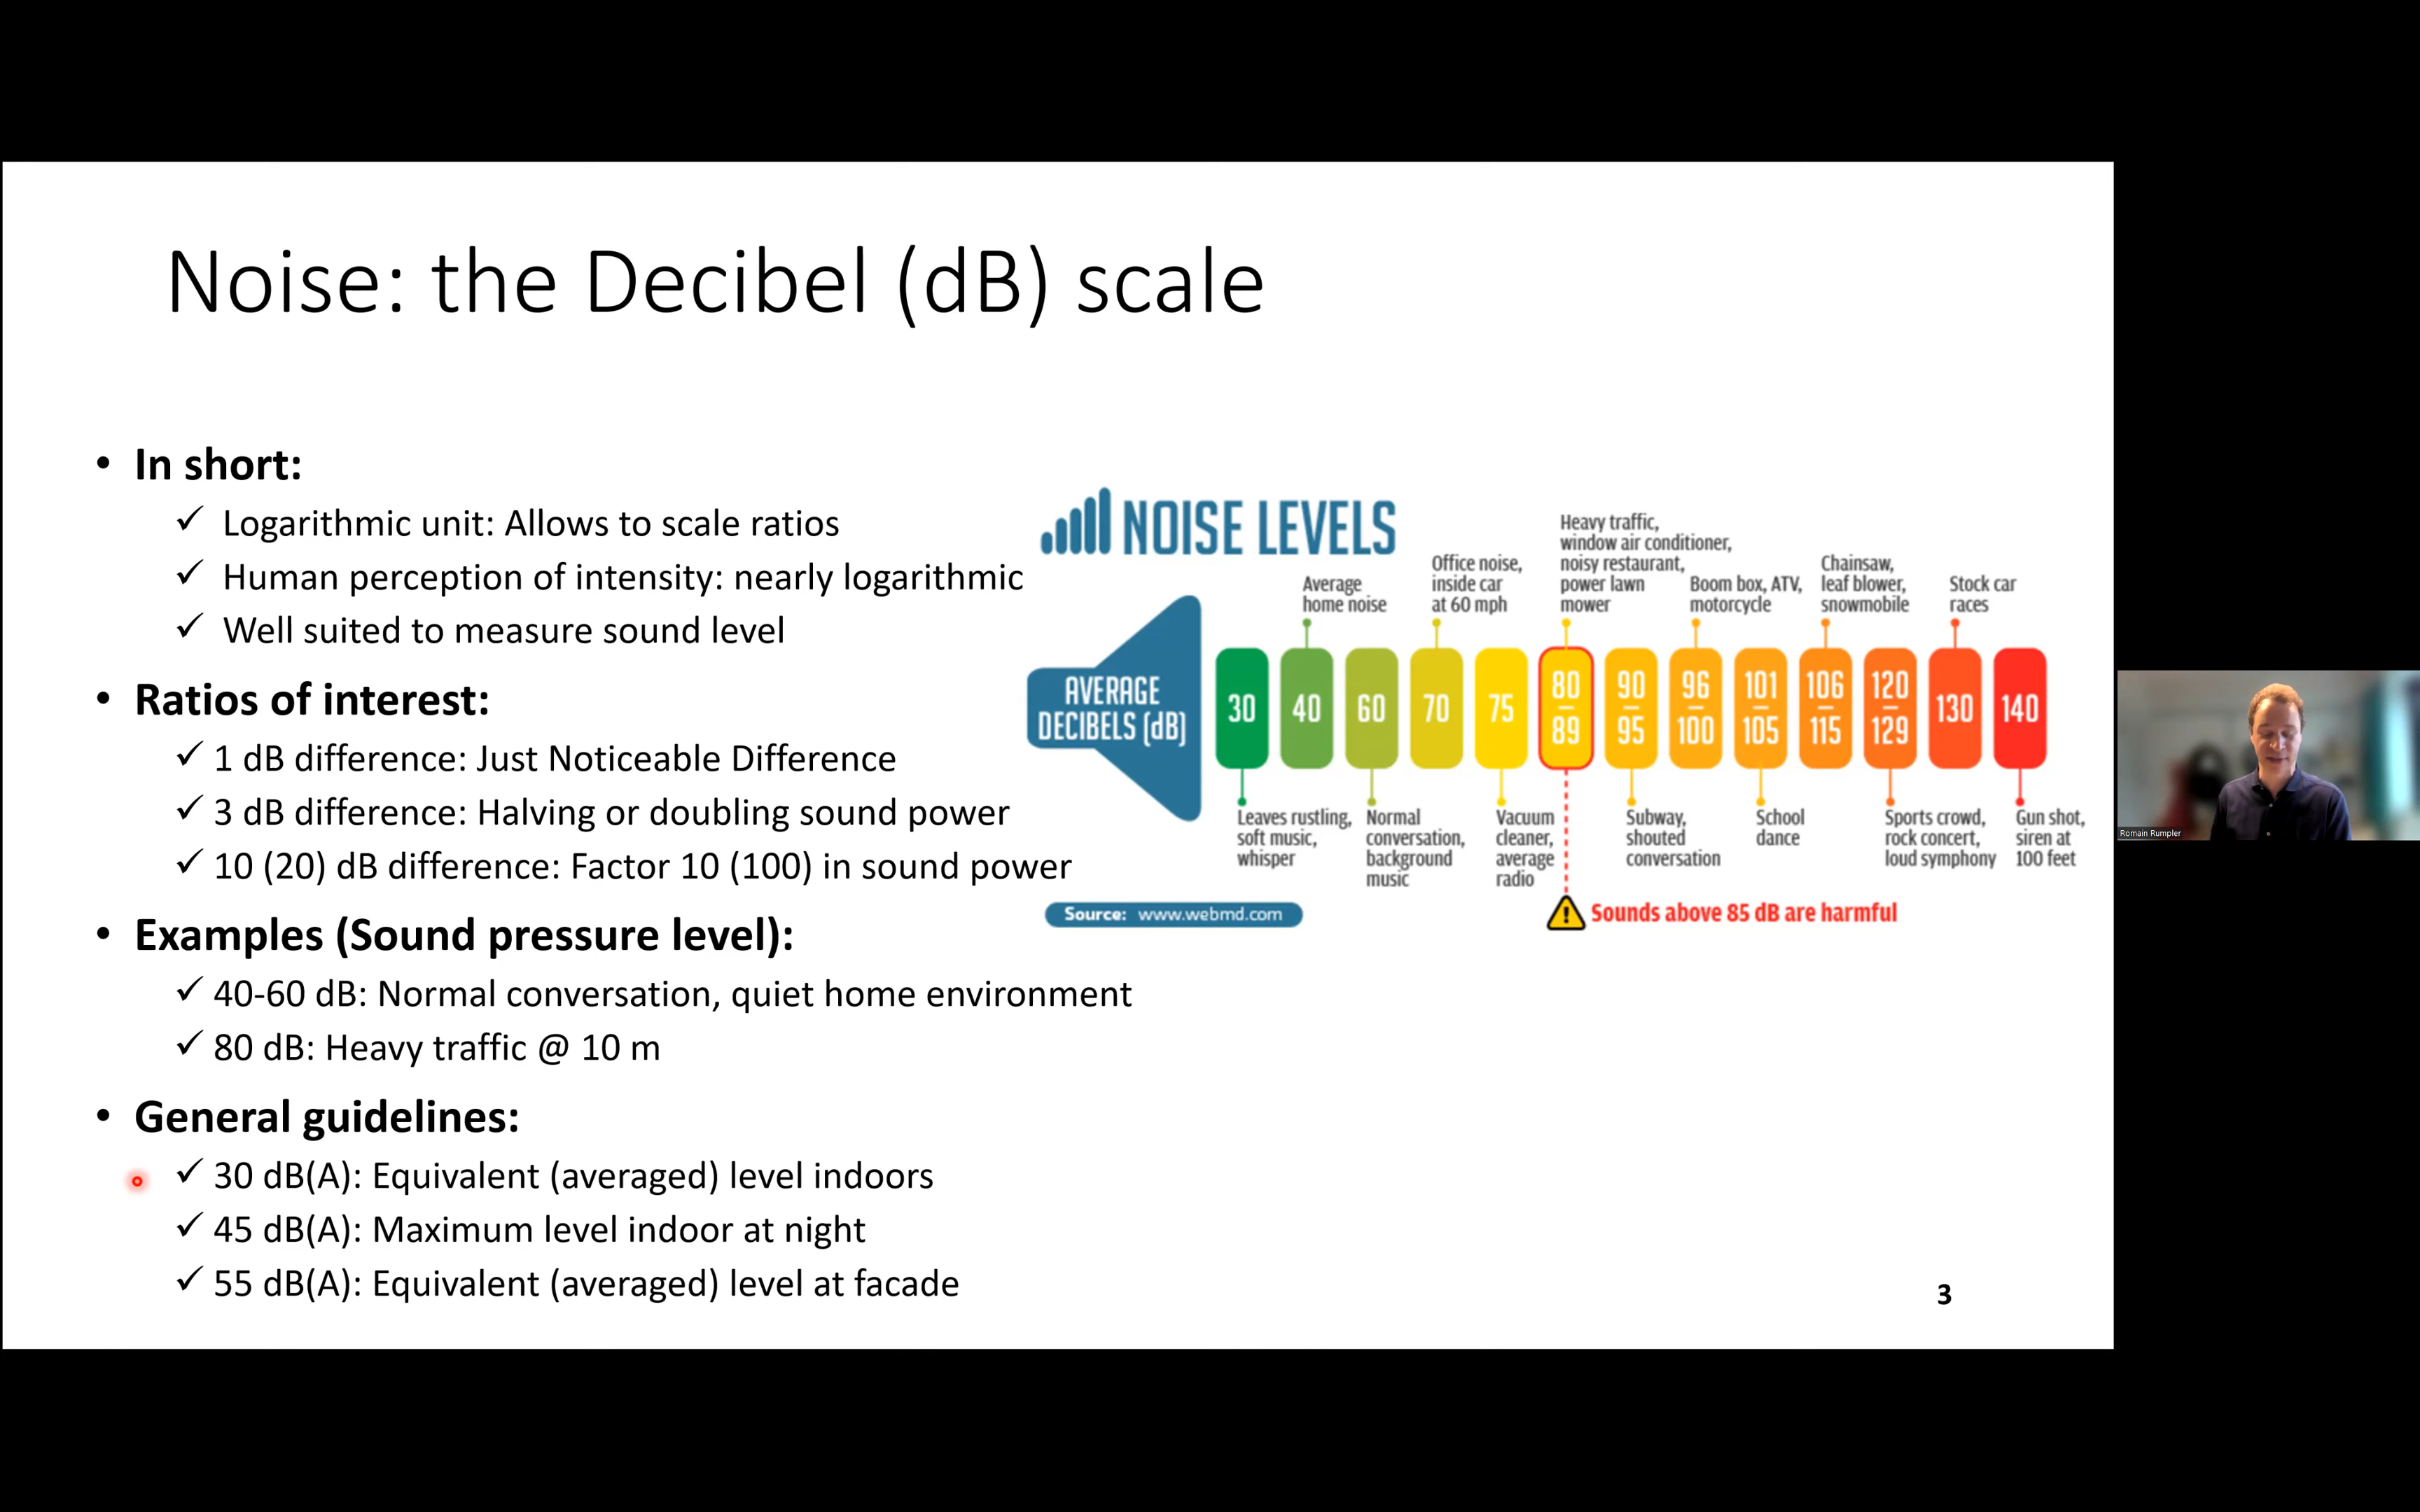 Noise: the Decibel (dB) scale
• In short:
✓ Logarithmic unit: Allows to scale ratios
✓ Human perception of intensity: nearly logarithmic
✓ Well suited to measure sound level
• Ratios of interest:
✓ 1 dB difference: Just Noticeable Difference
✓ 3 dB difference: Halving or doubling sound power
✓ 10 (20) dB difference: Factor 10 (100) in sound power
• Examples (Sound pressure level):
✓ 40-60 dB: Normal conversation, quiet home environment
✓ 80 dB: Heavy traffic @ 10 m
• General guidelines:
✓ 30 dB(A): Equivalent (averaged) level indoors
✓ 45 dB(A): Maximum level indoor at night
✓ 55 dB(A): Equivalent (averaged) level at facade
NOISE LEVELS
Average
home noise
Office noise,
inside car
at 60 mph
Heavy traffic,
window air conditioner,
noisy restaurant,
power lawn
mower
Boom box, ATV,
motorcycle
Chainsaw,
leaf blower,
snowmobile
Stock car
races
AVERAGE
DECIBELS (dB)
30
40
60
70
75
80
–
89
90
–
95
96
–
100
101
–
105
106
–
115
120
–
129
130
140
Leaves rustling,
soft music,
whisper
Normal
conversation,
background
music
Vacuum
cleaner,
average
radio
Subway,
shouted
conversation
School
dance
Sports crowd,
rock concert,
loud symphony
Gun shot,
siren at
100 feet
Source: www.webmd.com
Sounds above 85 dB are harmful
3
Romain Rumpler